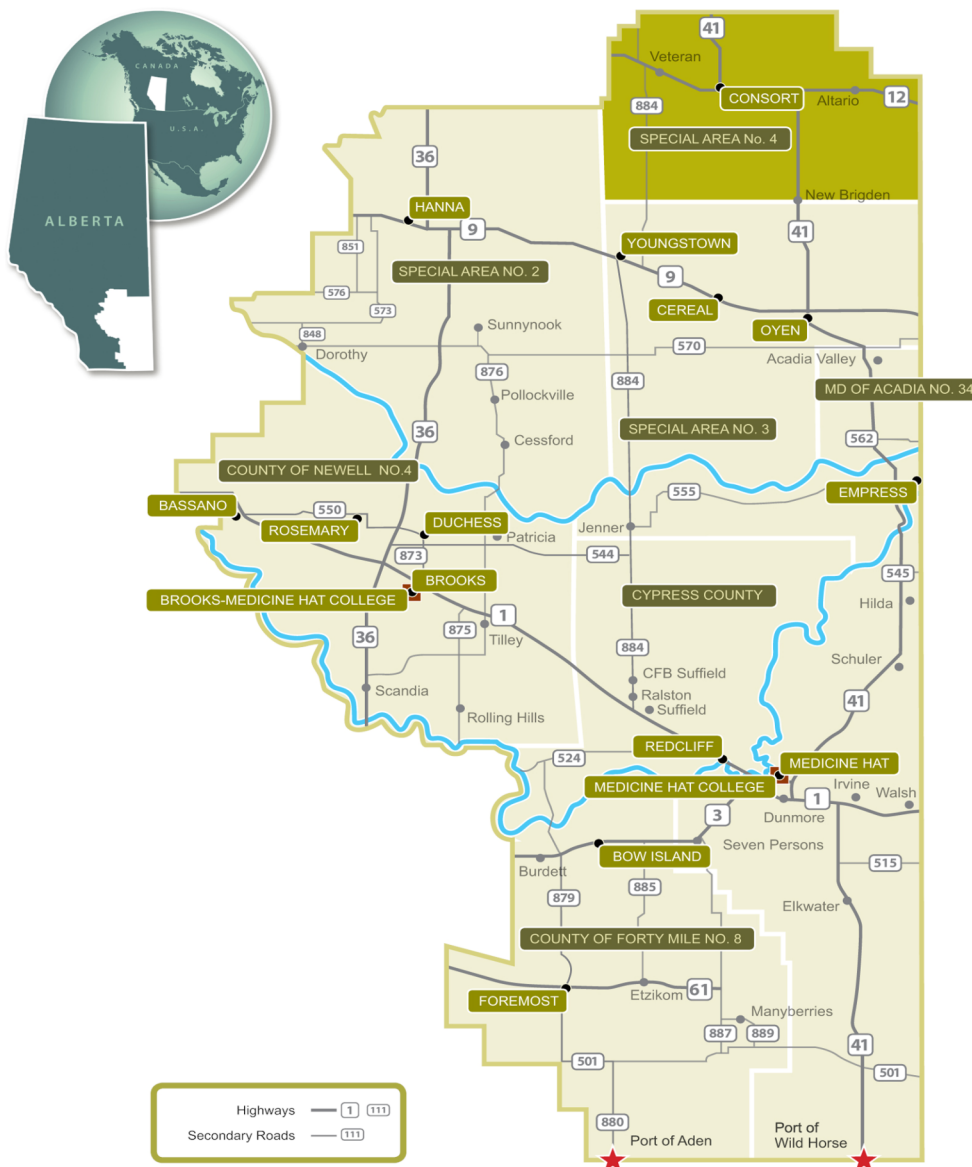 CANADA
U.S.A.
ALBERTA
41
Veteran
884
CONSORT
Altario
12
SPECIAL AREA No. 4
36
New Brigden
HANNA
9
41
851
YOUNGSTOWN
SPECIAL AREA NO. 2
9
576
573
CEREAL
OYEN
848
Sunnynook
Dorothy
570
Acadia Valley
876
884
MD OF ACADIA NO. 34
Pollockville
36
SPECIAL AREA NO. 3
562
Cessford
COUNTY OF NEWELL NO.4
BASSANO
550
555
EMPRESS
ROSEMARY
DUCHESS
Patricia
Jenner
873
544
545
BROOKS
BROOKS-MEDICINE HAT COLLEGE
CYPRESS COUNTY
Hilda
1
36
875
Tilley
884
Schuler
CFB Suffield
Scandia
Ralston
41
Rolling Hills
Suffield
REDCLIFF
524
MEDICINE HAT
MEDICINE HAT COLLEGE
Irvine
Walsh
1
Dunmore
3
Seven Persons
BOW ISLAND
Burdett
515
885
879
Elkwater
COUNTY OF FORTY MILE NO. 8
61
Etzikom
FOREMOST
Manyberries
887
889
41
501
501
Highways
1
111
Secondary Roads
111
880
Port of Aden
Port of
Wild Horse